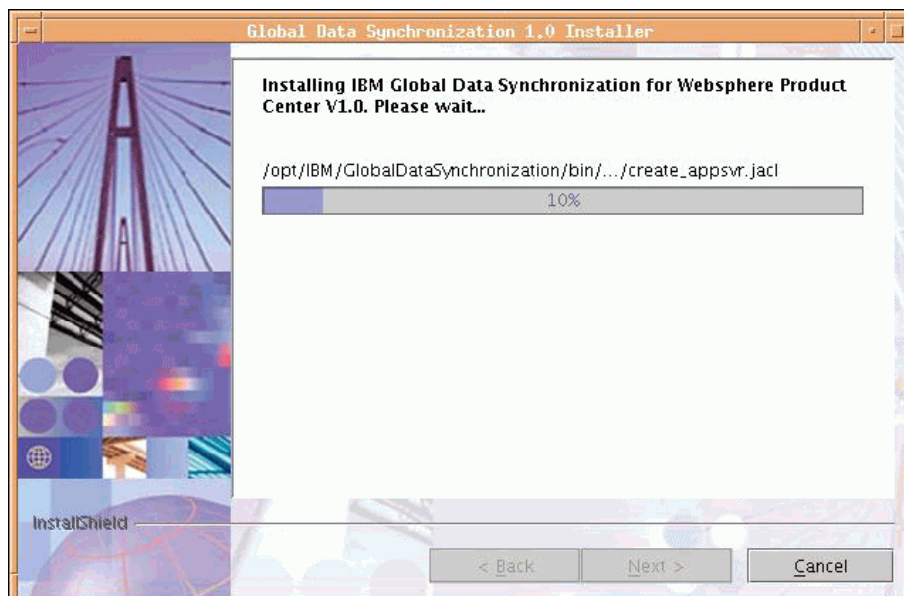 Global Data Synchronization 1.0 Installer
Installing IBM Global Data Synchronization for Websphere Product
Center V1.0. Please wait...
/opt/IBM/GlobalDataSynchronization/bin/.../create_appsvr.jacl
10%
InstallShield
< Back
Next >
Cancel